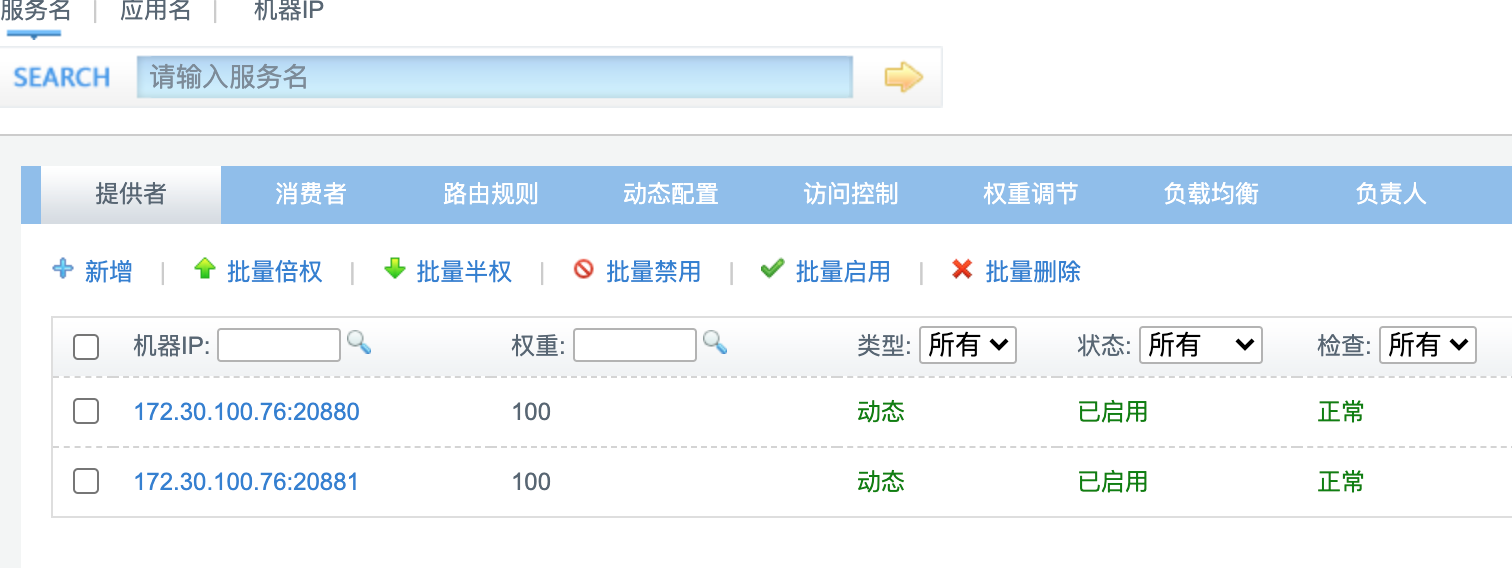 服务名 | 应用名 | 机器IP
SEARCH 请输入服务名
提供者 消费者 路由规则 动态配置 访问控制 权重调节 负载均衡 负责人
新增 | 批量倍权 | 批量半权 | 批量禁用 | 批量启用 | 批量删除
机器IP: 权重: 类型: 所有 状态: 所有 检查: 所有
172.30.100.76:20880 100 动态 已启用 正常
172.30.100.76:20881 100 动态 已启用 正常